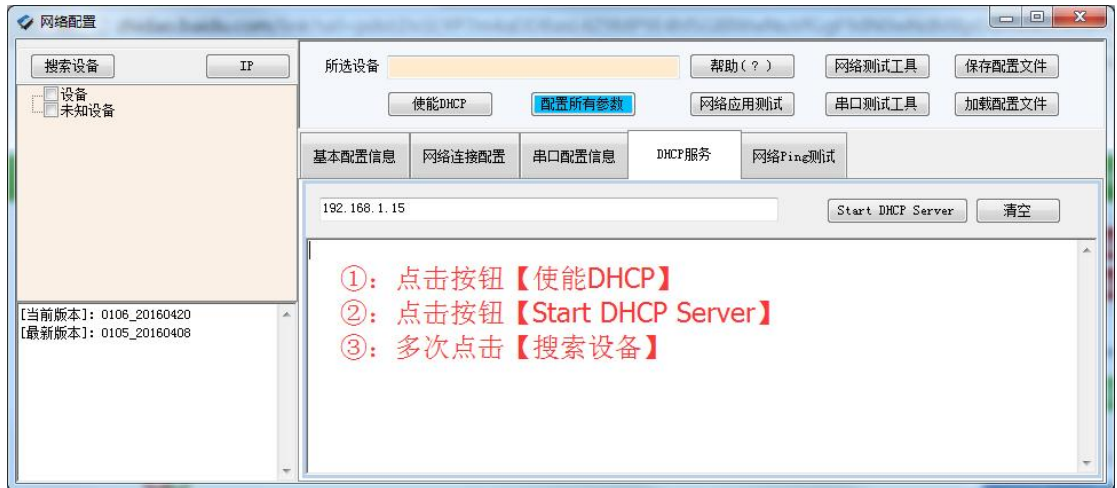 网络配置
搜索设备
IP
设备
未知设备
[当前版本]: 0106_20160420
[最新版本]: 0105_20160408
所选设备
帮助(?)
网络测试工具
保存配置文件
使能DHCP
配置所有参数
网络应用测试
串口测试工具
加载配置文件
基本配置信息
网络连接配置
串口配置信息
DHCP服务
网络Ping测试
192.168.1.15
Start DHCP Server
清空
①：点击按钮【使能DHCP】
②：点击按钮【Start DHCP Server】
③：多次点击【搜索设备】